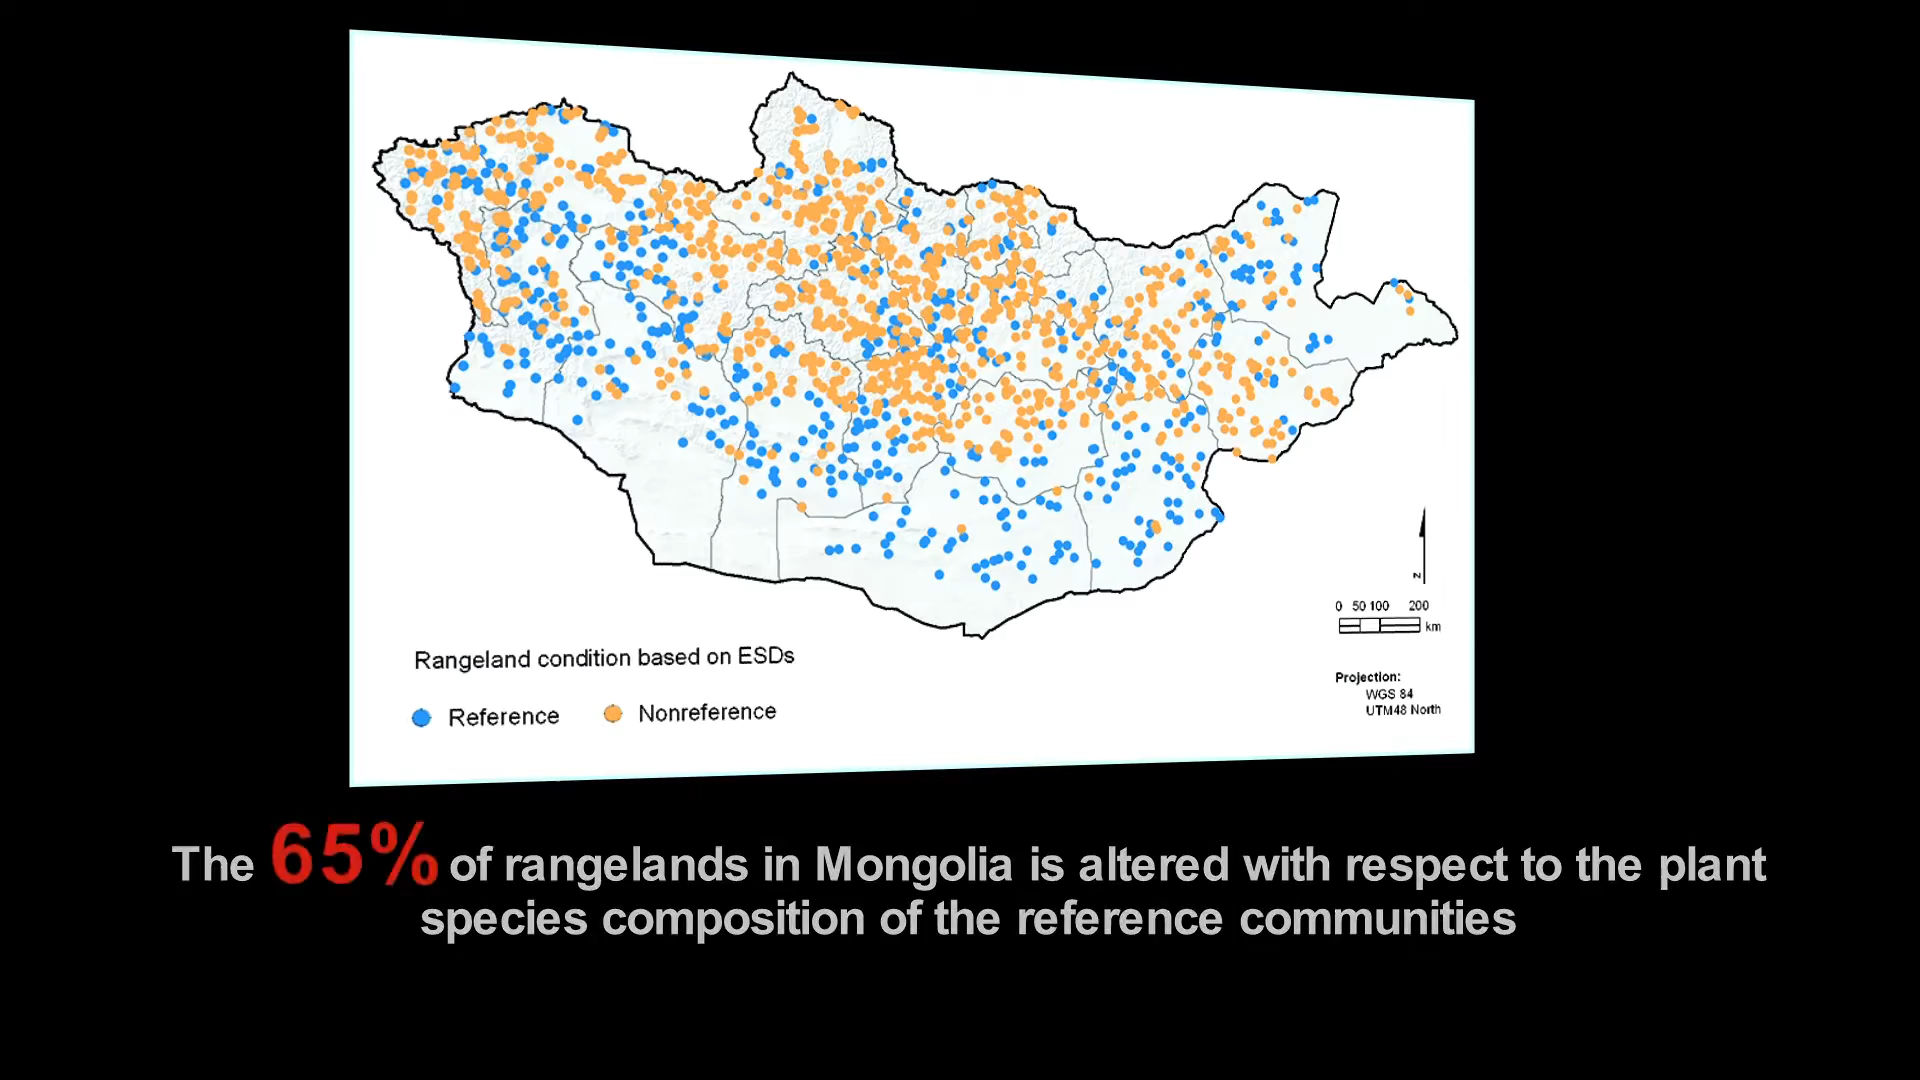 N
0 50 100 200
km
Rangeland condition based on ESDs
Reference Nonreference
Projection:
WGS 84
UTM48 North
The 65% of rangelands in Mongolia is altered with respect to the plant
species composition of the reference communities